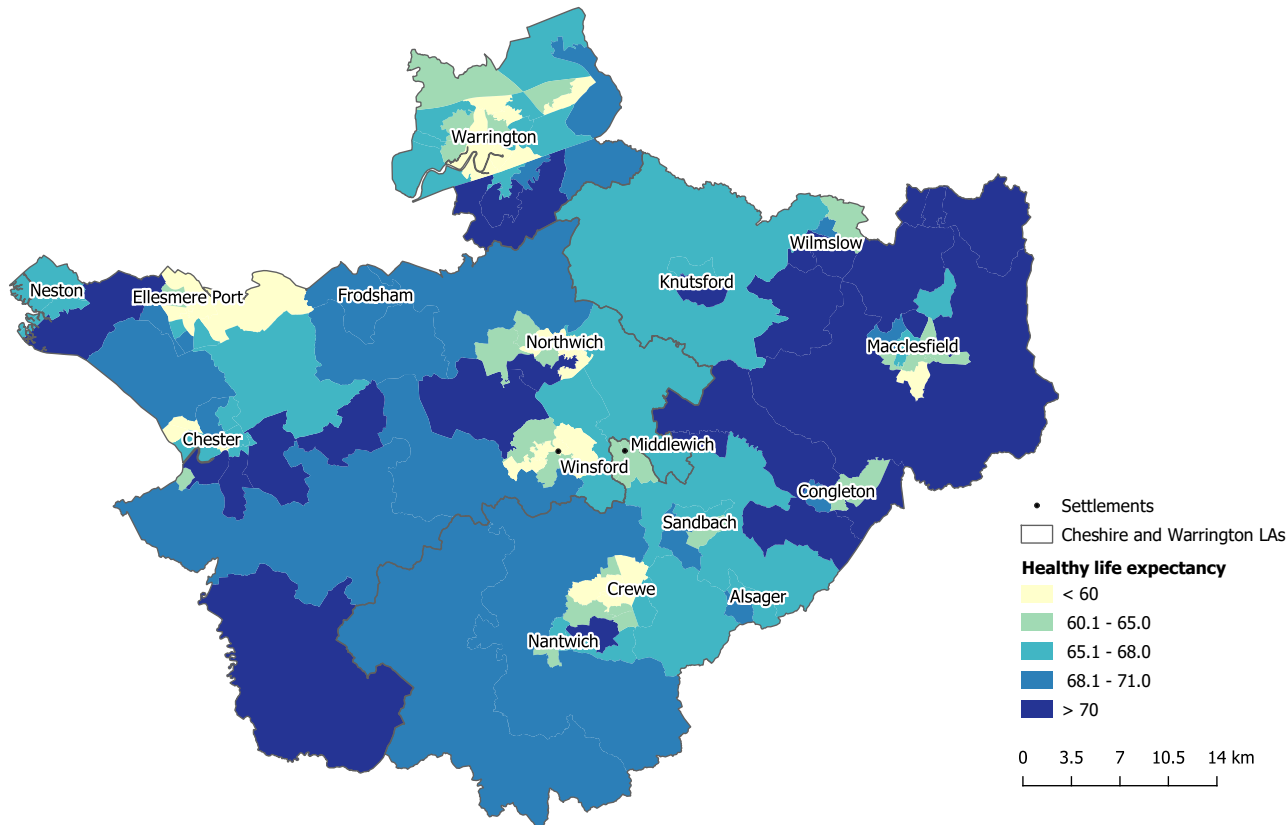 Warrington
Wilmslow
Knutsford
Neston
Ellesmere Port
Frodsham
Northwich
Macclesfield
Chester
Middlewich
Winsford
Congleton
Sandbach
Crewe
Alsager
Nantwich
Settlements
Cheshire and Warrington LAs
Healthy life expectancy
< 60
60.1 - 65.0
65.1 - 68.0
68.1 - 71.0
> 70
0 3.5 7 10.5 14 km